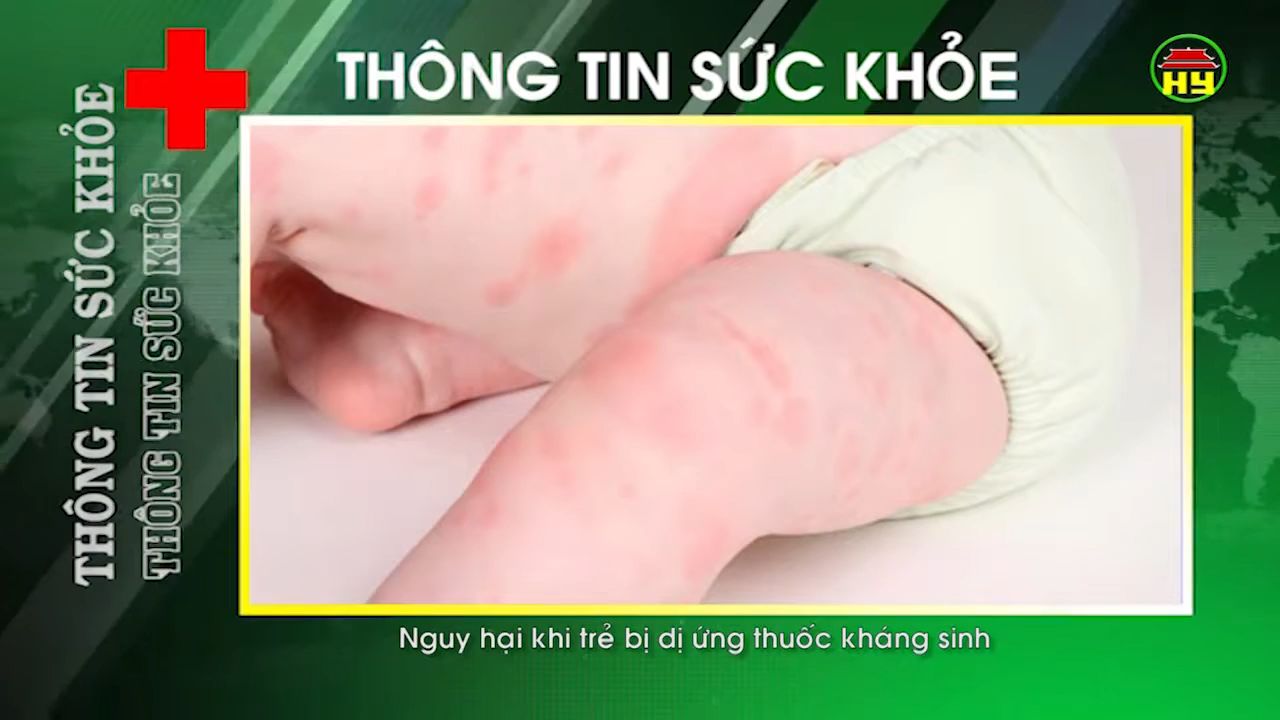 THÔNG TIN SỨC KHỎE
HY
THÔNG TIN SỨC KHỎE
THÔNG TIN SỨC KHỎE
Nguy hại khi trẻ bị dị ứng thuốc kháng sinh